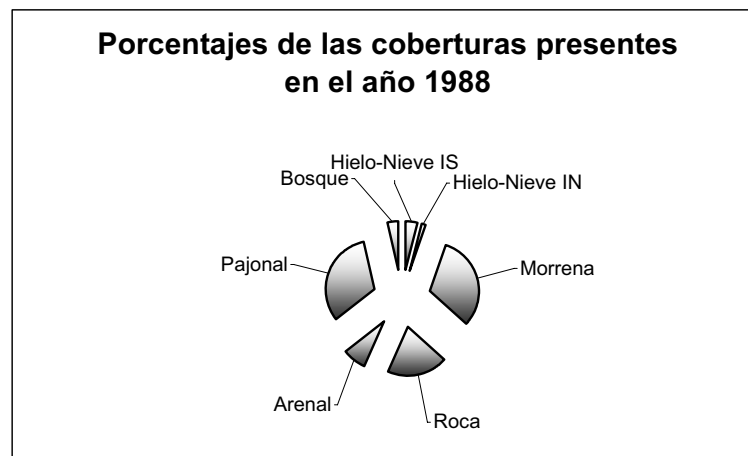 Porcentajes de las coberturas presentes
en el año 1988
Hielo-Nieve IS
Bosque
Hielo-Nieve IN
Pajonal
Morrena
Arenal
Roca